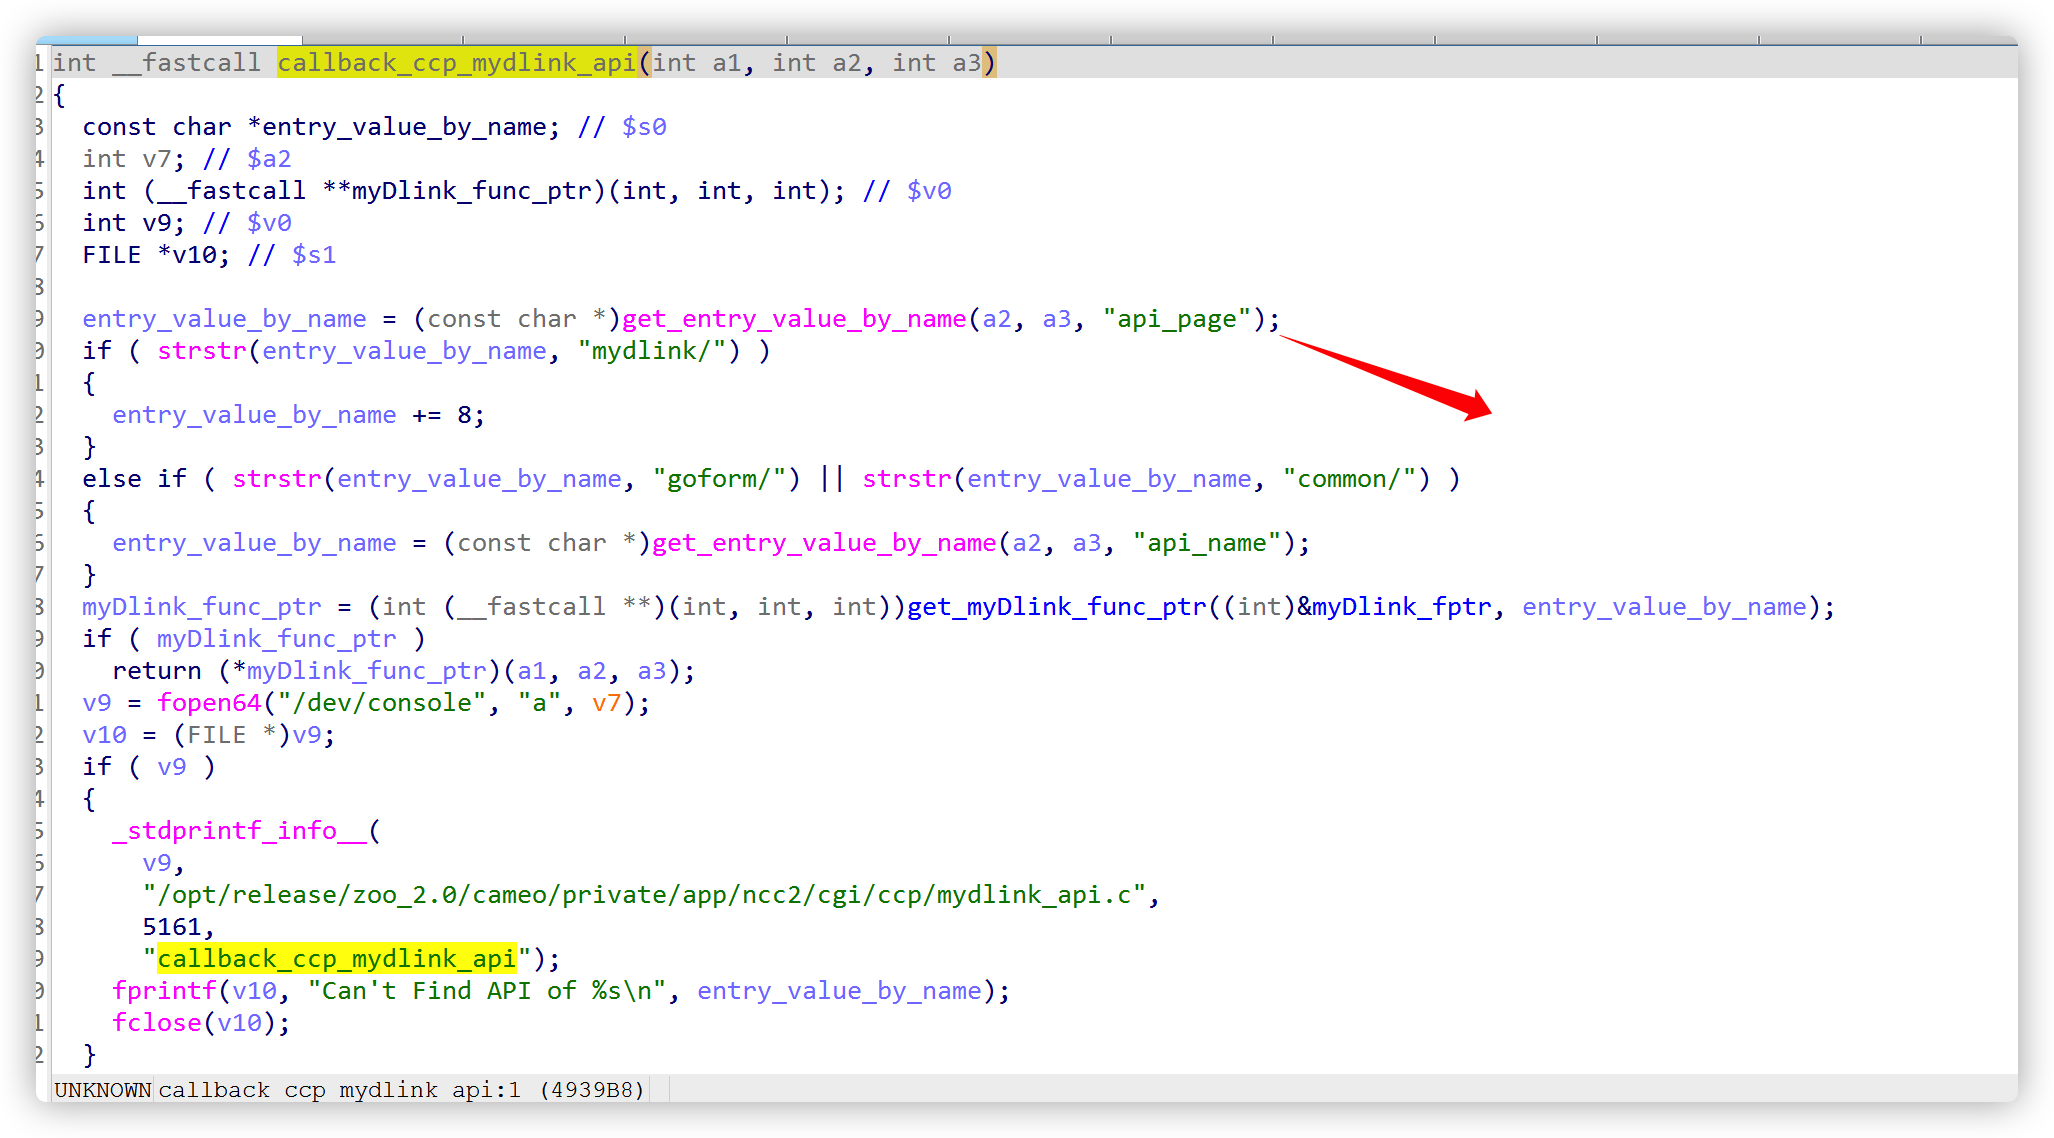 1 int __fastcall callback_ccp_mydlink_api(int a1, int a2, int a3)
2 {
3   const char *entry_value_by_name; // $s0
4   int v7; // $a2
5   int (__fastcall **myDlink_func_ptr)(int, int, int); // $v0
6   int v9; // $v0
7   FILE *v10; // $s1
8
9   entry_value_by_name = (const char *)get_entry_value_by_name(a2, a3, "api_page");
0   if ( strstr(entry_value_by_name, "mydlink/") )
1   {
2     entry_value_by_name += 8;
3   }
4   else if ( strstr(entry_value_by_name, "goform/") || strstr(entry_value_by_name, "common/") )
5   {
6     entry_value_by_name = (const char *)get_entry_value_by_name(a2, a3, "api_name");
7   }
8   myDlink_func_ptr = (int (__fastcall **)(int, int, int))get_myDlink_func_ptr((int)&myDlink_fptr, entry_value_by_name);
9   if ( myDlink_func_ptr )
0     return (*myDlink_func_ptr)(a1, a2, a3);
1   v9 = fopen64("/dev/console", "a", v7);
2   v10 = (FILE *)v9;
3   if ( v9 )
4   {
5     _stdprintf_info__(
6       v9,
7       "/opt/release/zoo_2.0/cameo/private/app/ncc2/cgi/ccp/mydlink_api.c",
8       5161,
9       "callback_ccp_mydlink_api");
0     fprintf(v10, "Can't Find API of %s\n", entry_value_by_name);
1     fclose(v10);
2   }
UNKNOWN callback_ccp_mydlink_api:1 (4939B8)